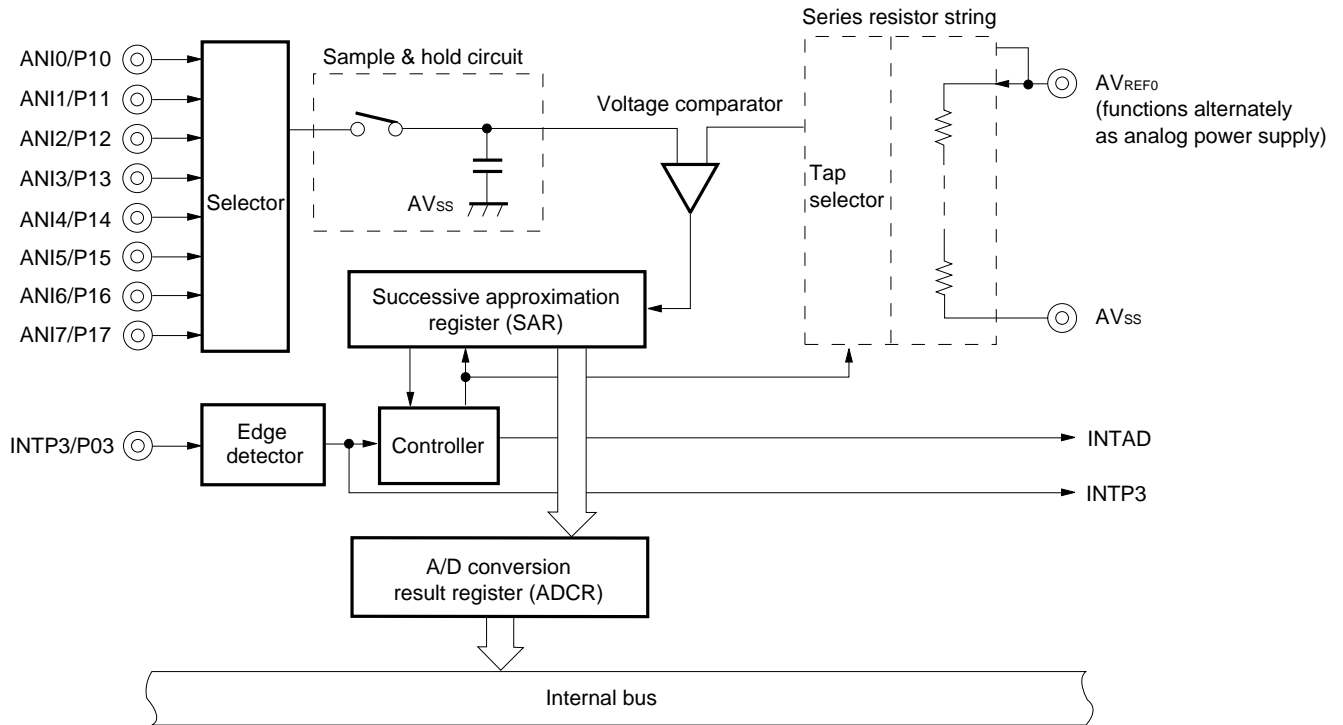 Series resistor string
ANI0/P10
ANI1/P11
ANI2/P12
ANI3/P13
ANI4/P14
ANI5/P15
ANI6/P16
ANI7/P17
Selector
Sample & hold circuit
AVSS
Voltage comparator
Tap
selector
AVREF0
(functions alternately
as analog power supply)
AVSS
Successive approximation
register (SAR)
INTP3/P03
Edge
detector
Controller
INTAD
INTP3
A/D conversion
result register (ADCR)
Internal bus